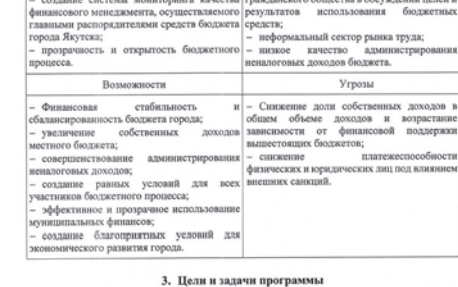 – создание системы мониторинга качества
финансового менеджмента, осуществляемого
главными распорядителями средств бюджета
города Якутска;
– прозрачность и открытость бюджетного
процесса.
гражданского общества в обсуждении целей и
результатов использования бюджетных
средств;
– неформальный сектор рынка труда;
– низкое качество администрирования
неналоговых доходов бюджета.
Возможности
Угрозы
– Финансовая стабильность и
сбалансированность бюджета города;
– увеличение собственных доходов
местного бюджета;
– совершенствование администрирования
неналоговых доходов;
– создание равных условий для всех
участников бюджетного процесса;
– эффективное и прозрачное использование
муниципальных финансов;
– создание благоприятных условий для
экономического развития города.
– Снижение доли собственных доходов в
общем объеме доходов и возрастание
зависимости от финансовой поддержки
вышестоящих бюджетов;
– снижение платежеспособности
физических и юридических лиц под влиянием
внешних санкций.
3. Цели и задачи программы